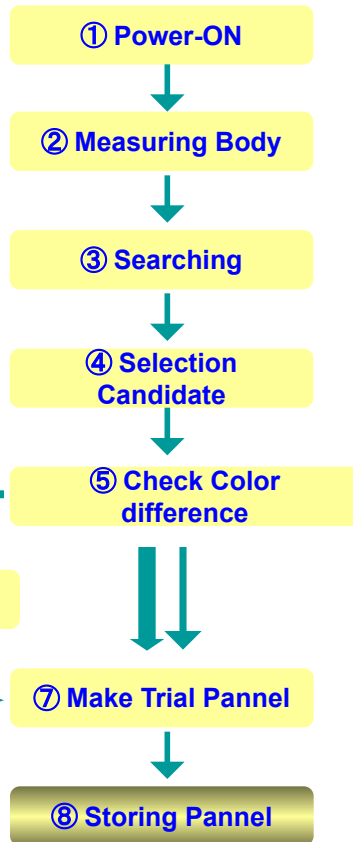 ① Power-ON
② Measuring Body
③ Searching
④ Selection
Candidate
⑤ Check Color
difference
⑦ Make Trial Pannel
⑧ Storing Pannel